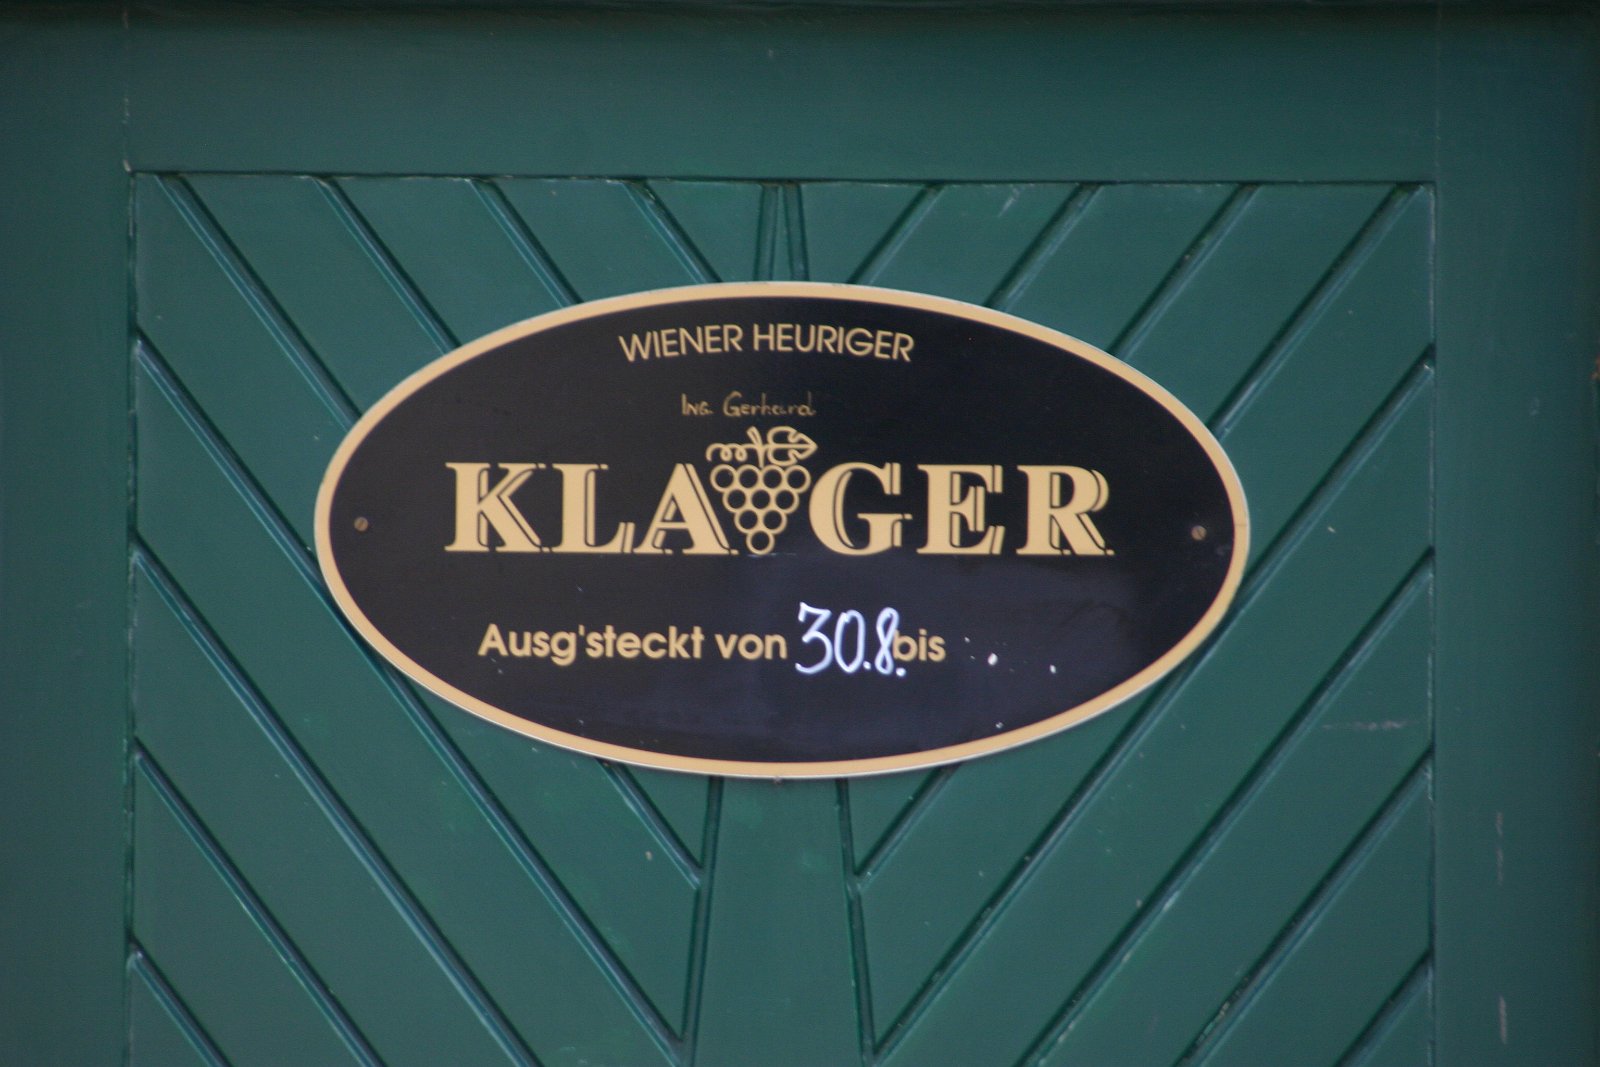 WIENER HEURIGER
Ing. Gerhard
KLAGER
Ausg'steckt von 30.8. bis